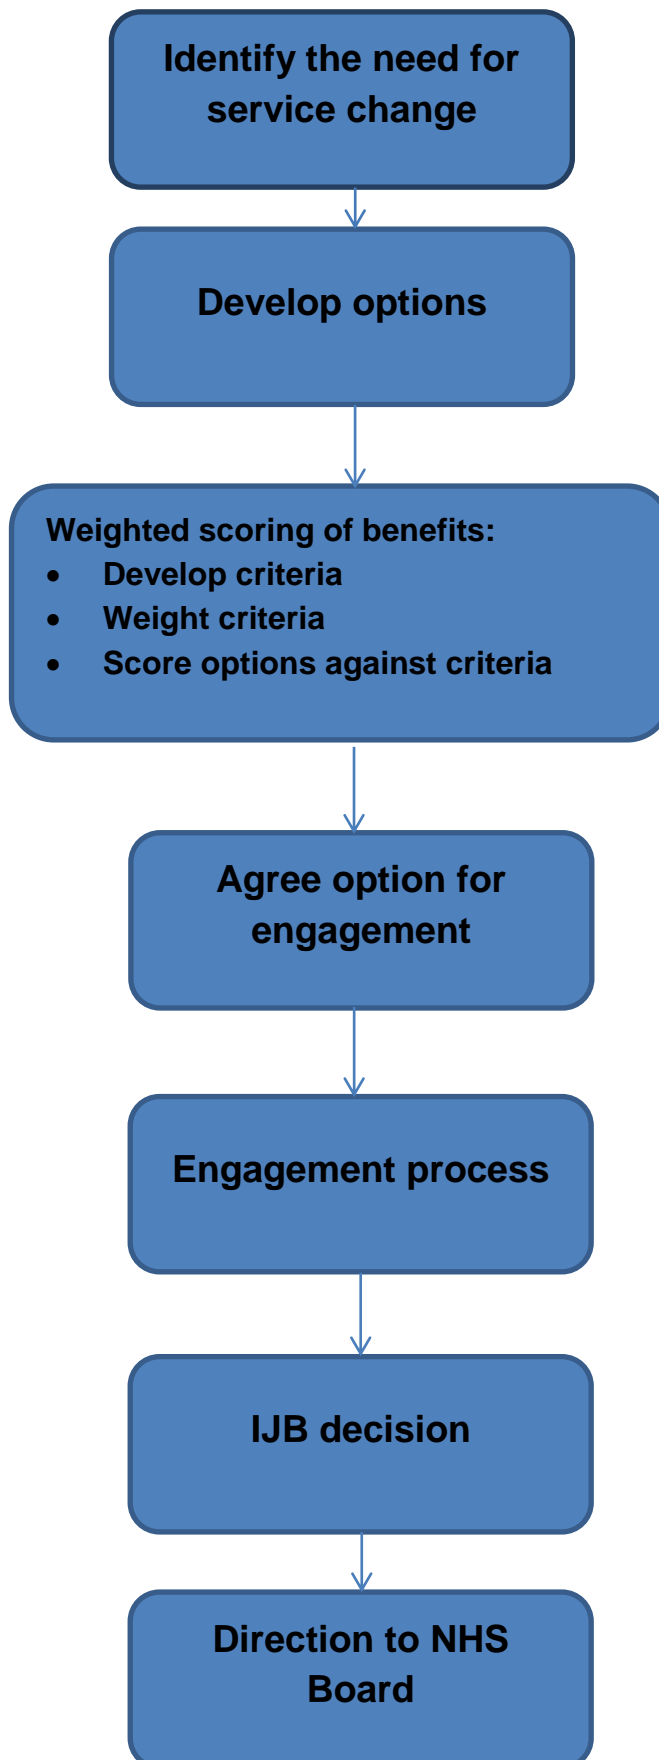 Identify the need for
service change
Develop options
Weighted scoring of benefits:
• Develop criteria
• Weight criteria
• Score options against criteria
Agree option for
engagement
Engagement process
IJB decision
Direction to NHS
Board